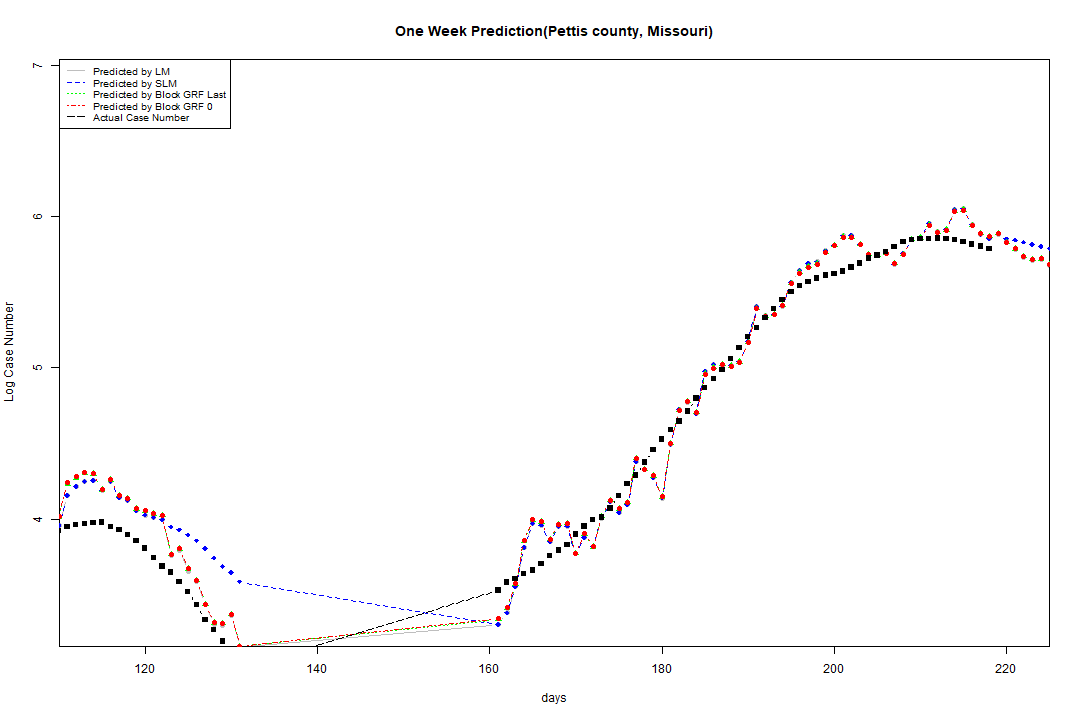 One Week Prediction(Pettis county, Missouri)
Predicted by LM
Predicted by SLM
Predicted by Block GRF Last
Predicted by Block GRF 0
Actual Case Number
7
6
5
4
Log Case Number
120 140 160 180 200 220
days